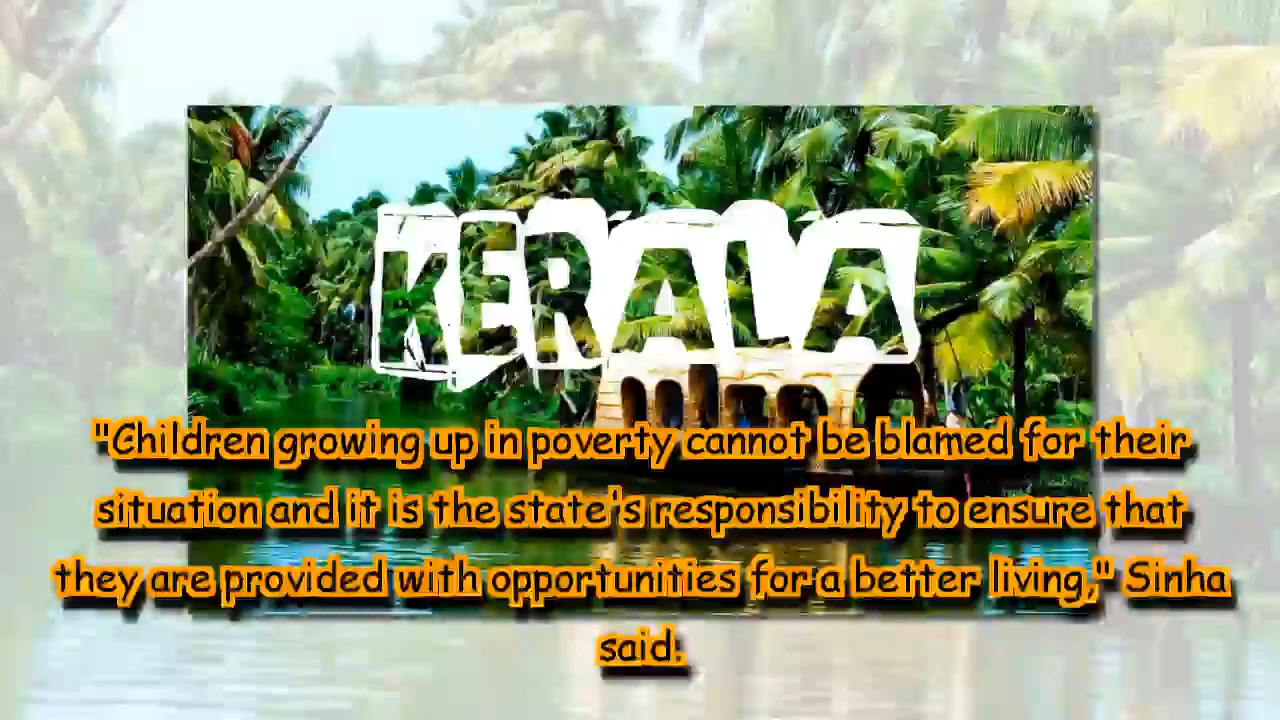 KERALA
"Children growing up in poverty cannot be blamed for their
situation and it is the state's responsibility to ensure that
they are provided with opportunities for a better living," Sinha
said.